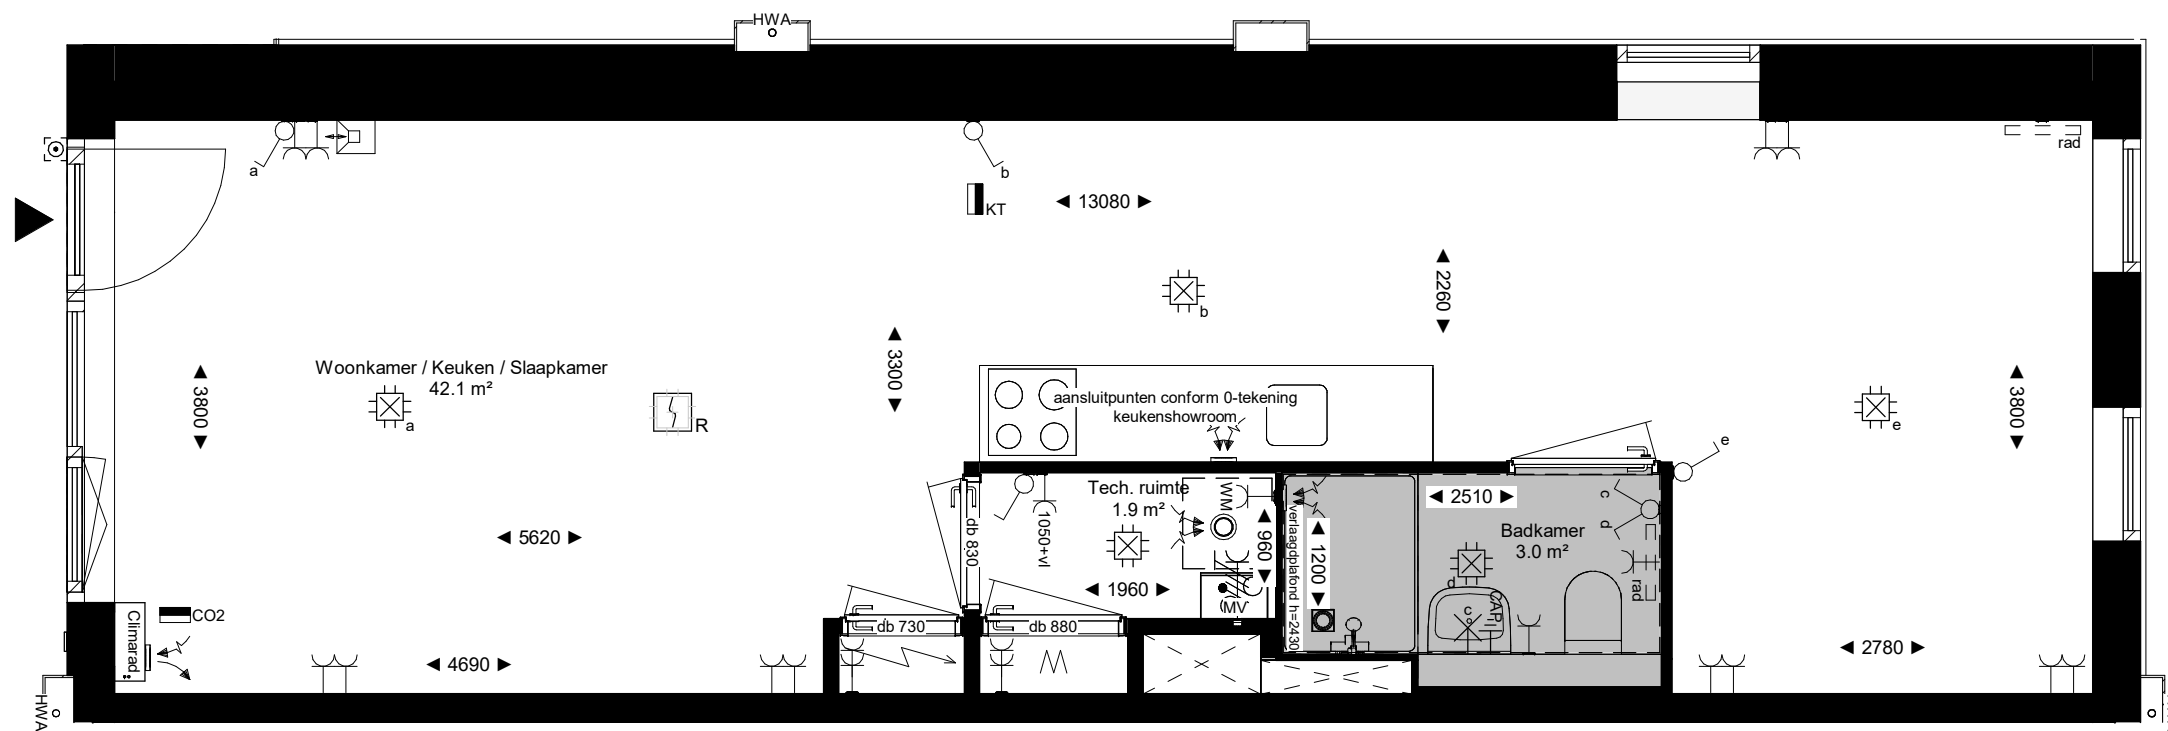 HWA
a
b
KT
13080
rad
2260
b
Woonkamer / Keuken / Slaapkamer
42.1 m²
a
R
3800
3300
aansluitpunten conform 0-tekening
keukenshowroom
e
3800
e
5620
db 830
Tech. ruimte
1.9 m²
1050+vl
WM
960
1960
MV
verlaagdplafond h=2430
1200
2510
c
d
Badkamer
3.0 m²
d
c
CAP
rad
CO2
Climarad
4690
db 730
db 880
2780
HWA